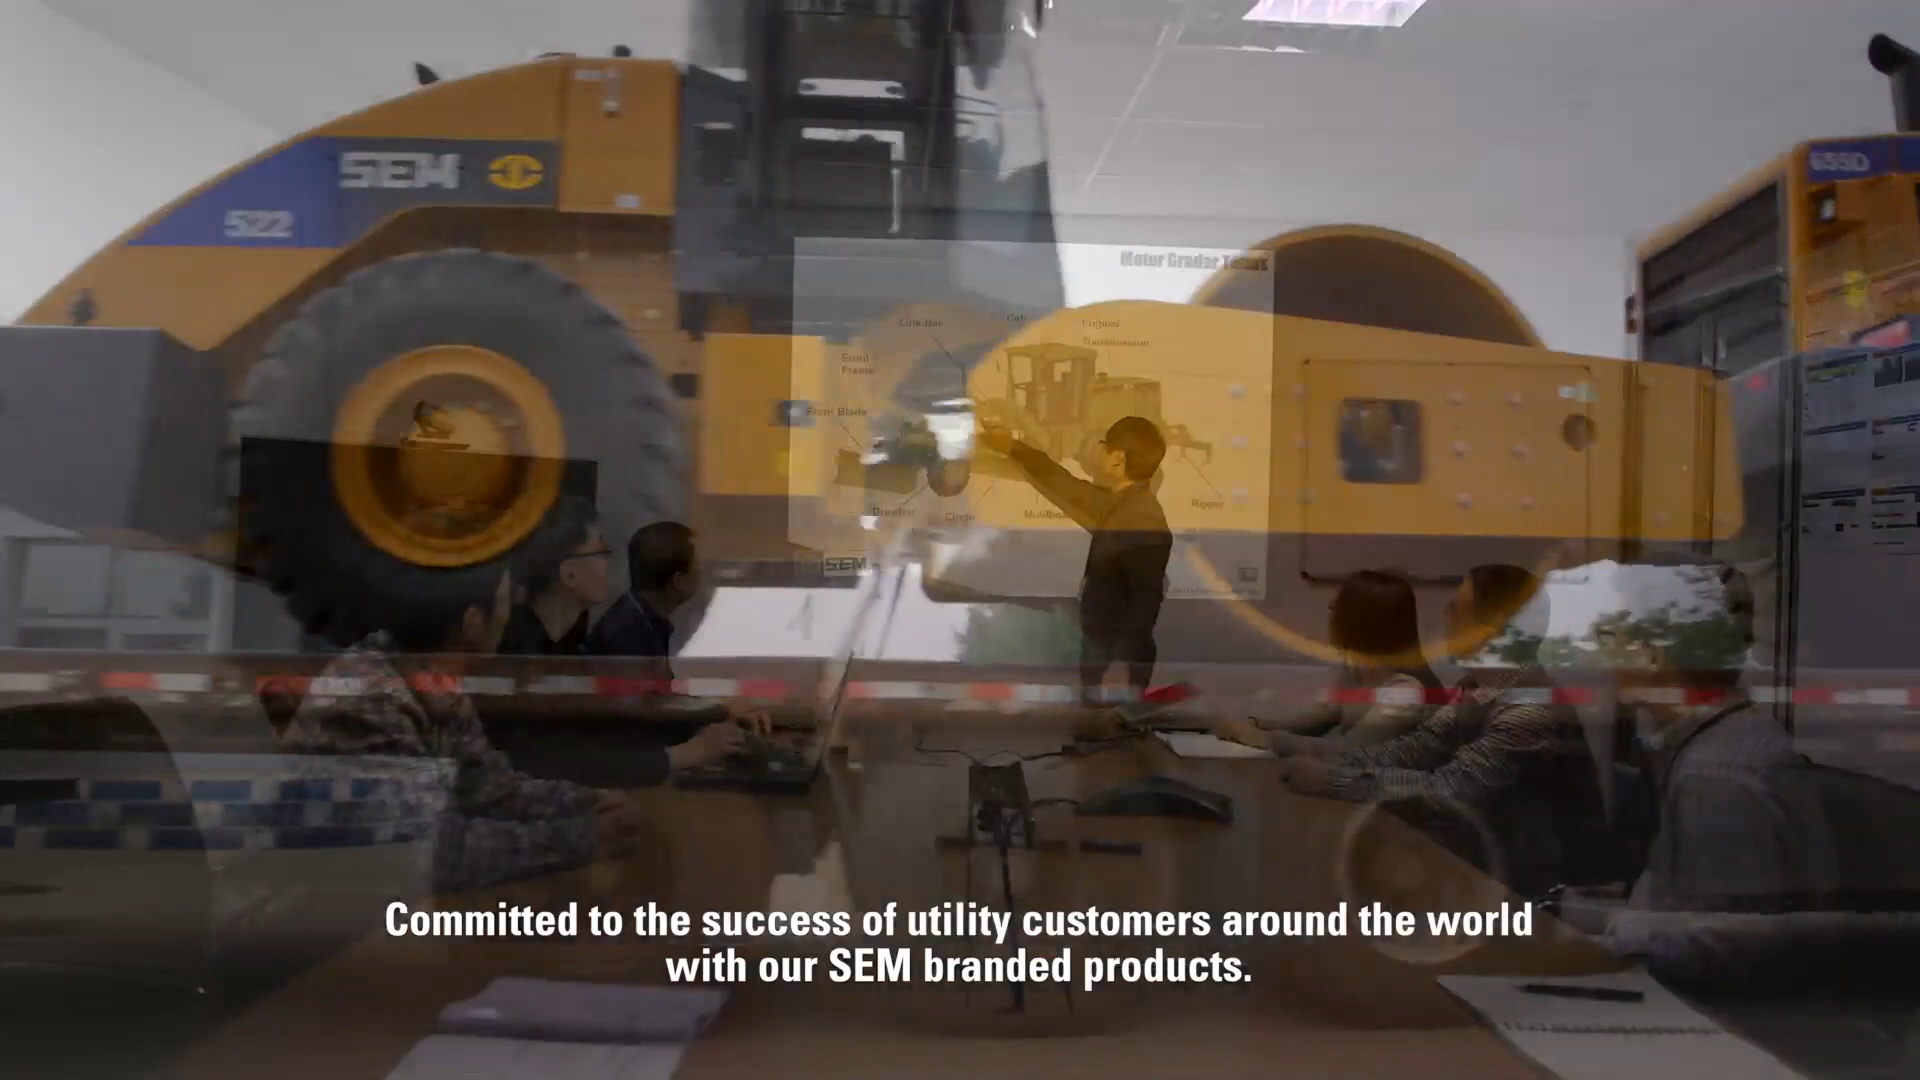 SEM
522
655D
Motor Grader
Link Bar
Cab
Engine/
Transmission
Front
Frame
Front Blade
Drawbar
Circle
Ripper
SEM
Committed to the success of utility customers around the world
with our SEM branded products.